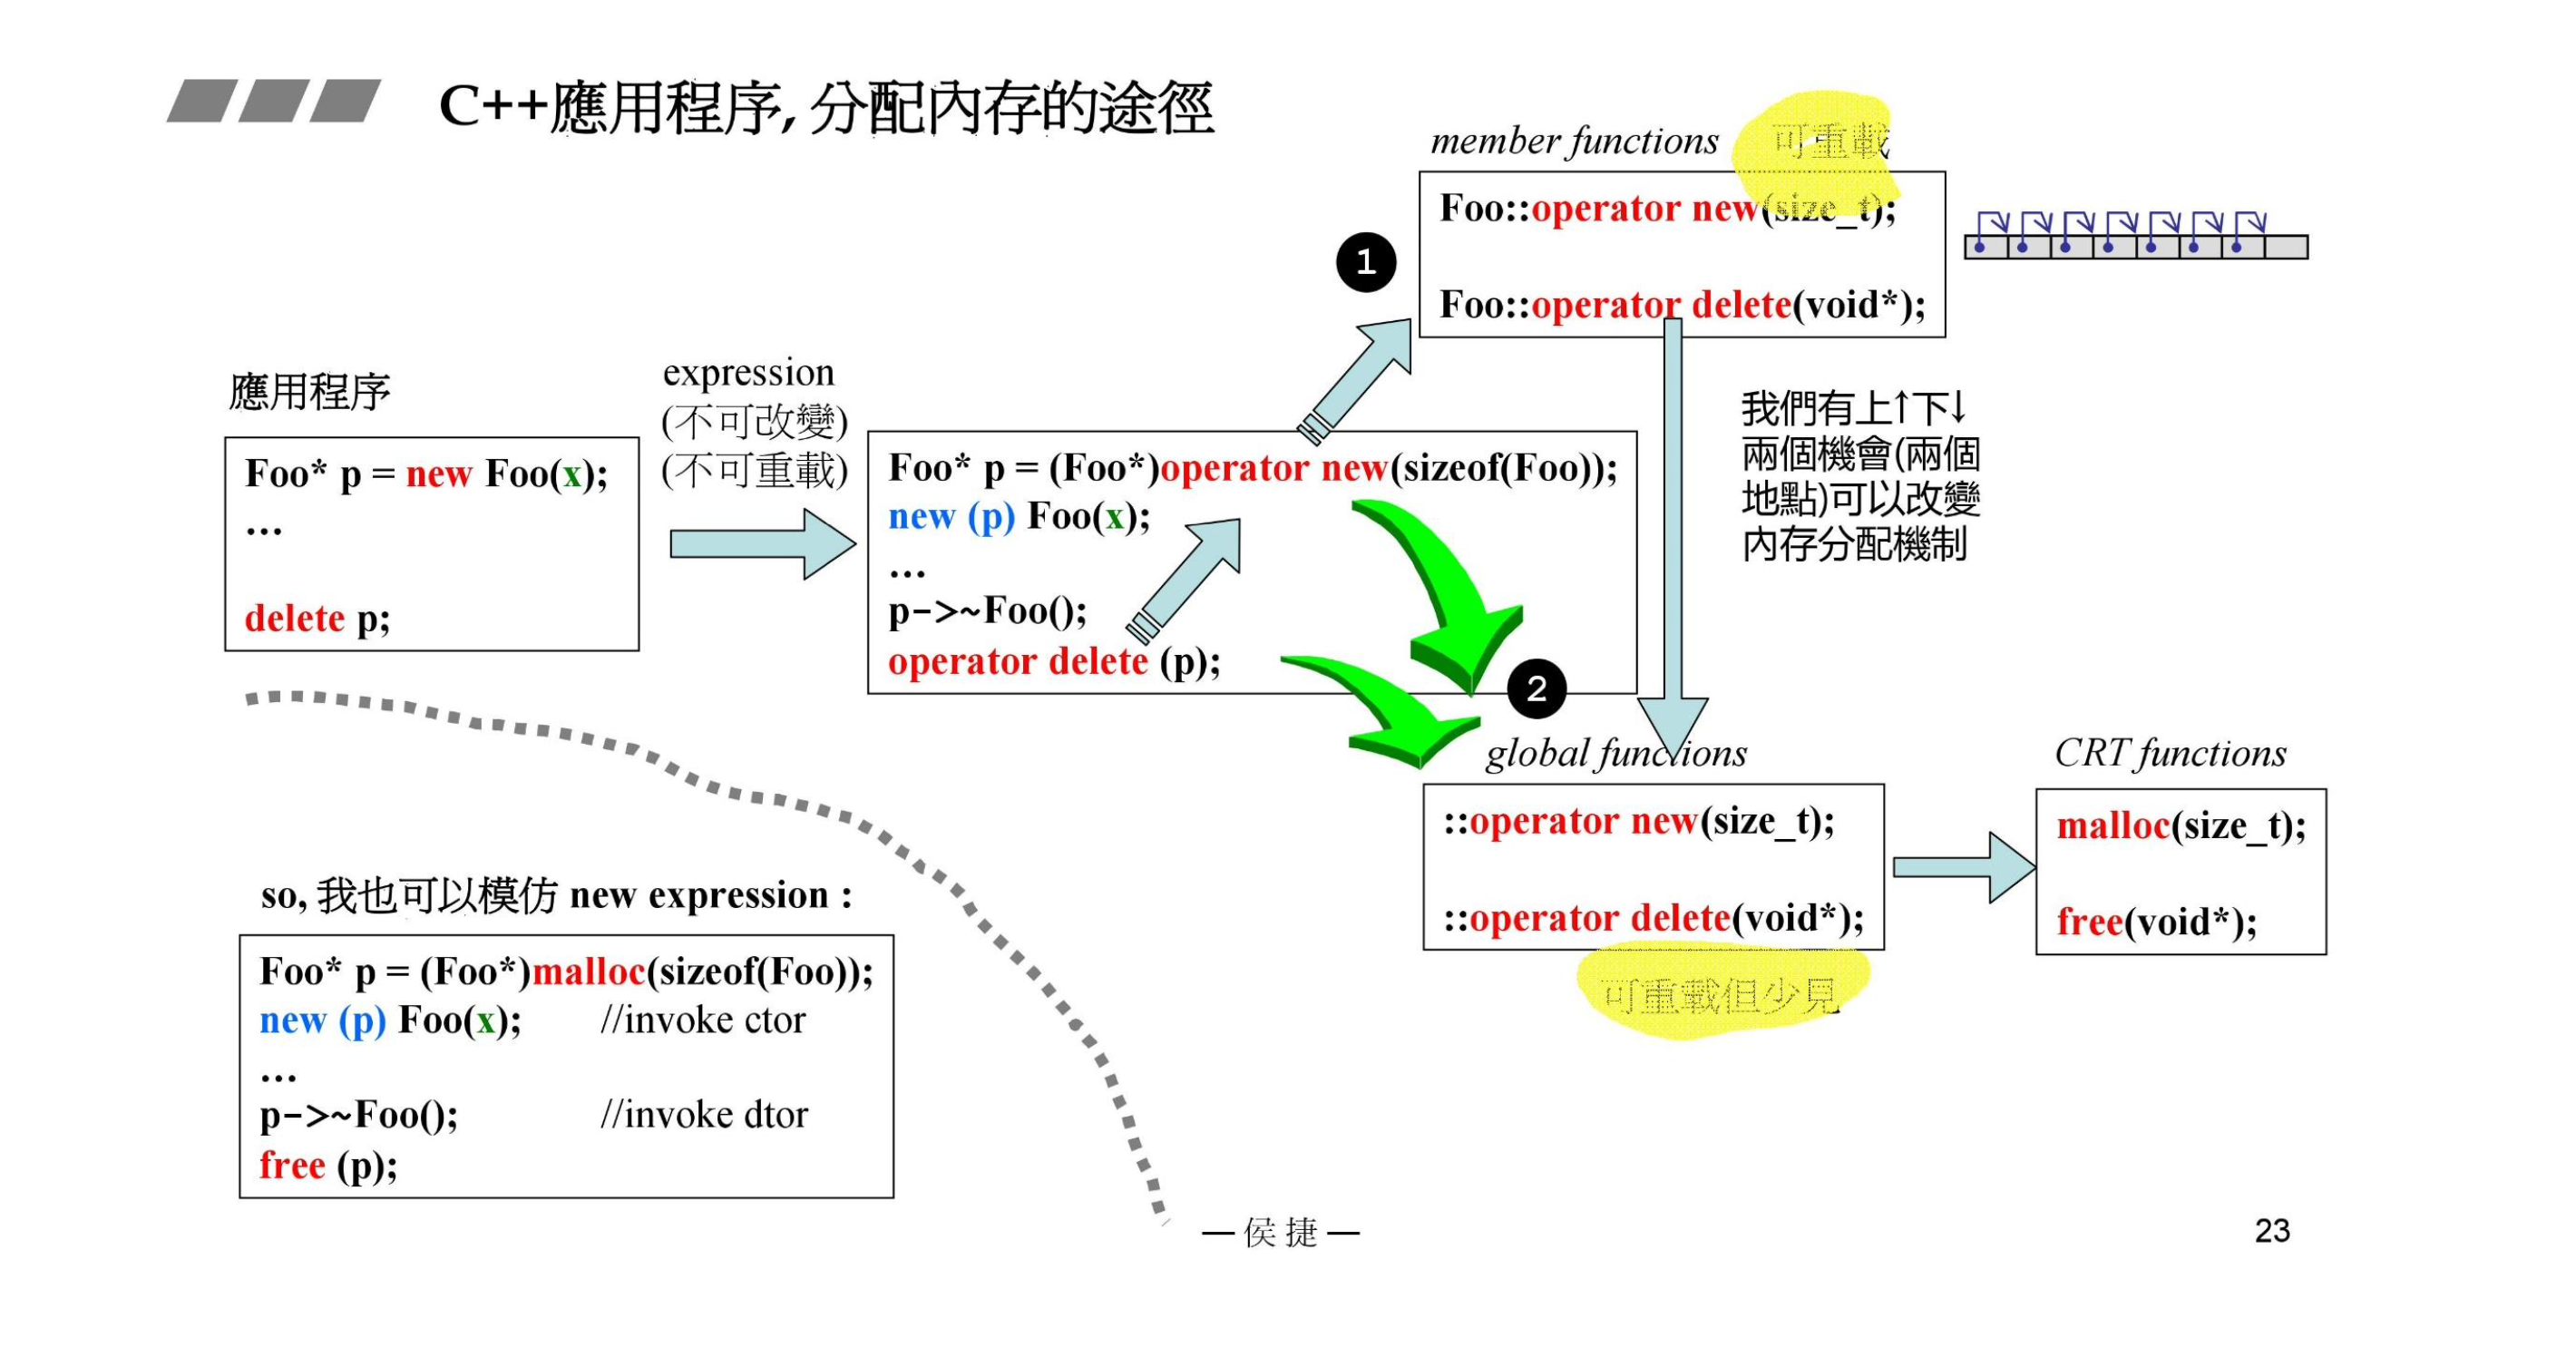 C++應用程序, 分配內存的途徑
member functions 可重載
Foo::operator new(size_t);
Foo::operator delete(void*);
1
應用程序
Foo* p = new Foo(x);
...
delete p;
expression
(不可改變)
(不可重載)
Foo* p = (Foo*)operator new(sizeof(Foo));
new (p) Foo(x);
...
p->~Foo();
operator delete (p);
我們有上↑下↓
兩個機會(兩個
地點)可以改變
內存分配機制
2
global functions
::operator new(size_t);
::operator delete(void*);
可重載但少見
CRT functions
malloc(size_t);
free(void*);
so, 我也可以模仿 new expression :
Foo* p = (Foo*)malloc(sizeof(Foo));
new (p) Foo(x); //invoke ctor
...
p->~Foo(); //invoke dtor
free (p);
— 侯 捷 —
23